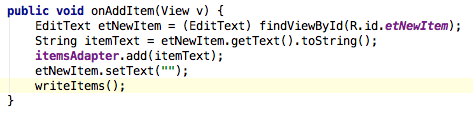 public void onAddItem(View v) {
    EditText etNewItem = (EditText) findViewById(R.id.etNewItem);
    String itemText = etNewItem.getText().toString();
    itemsAdapter.add(itemText);
    etNewItem.setText("");
    writeItems();
}